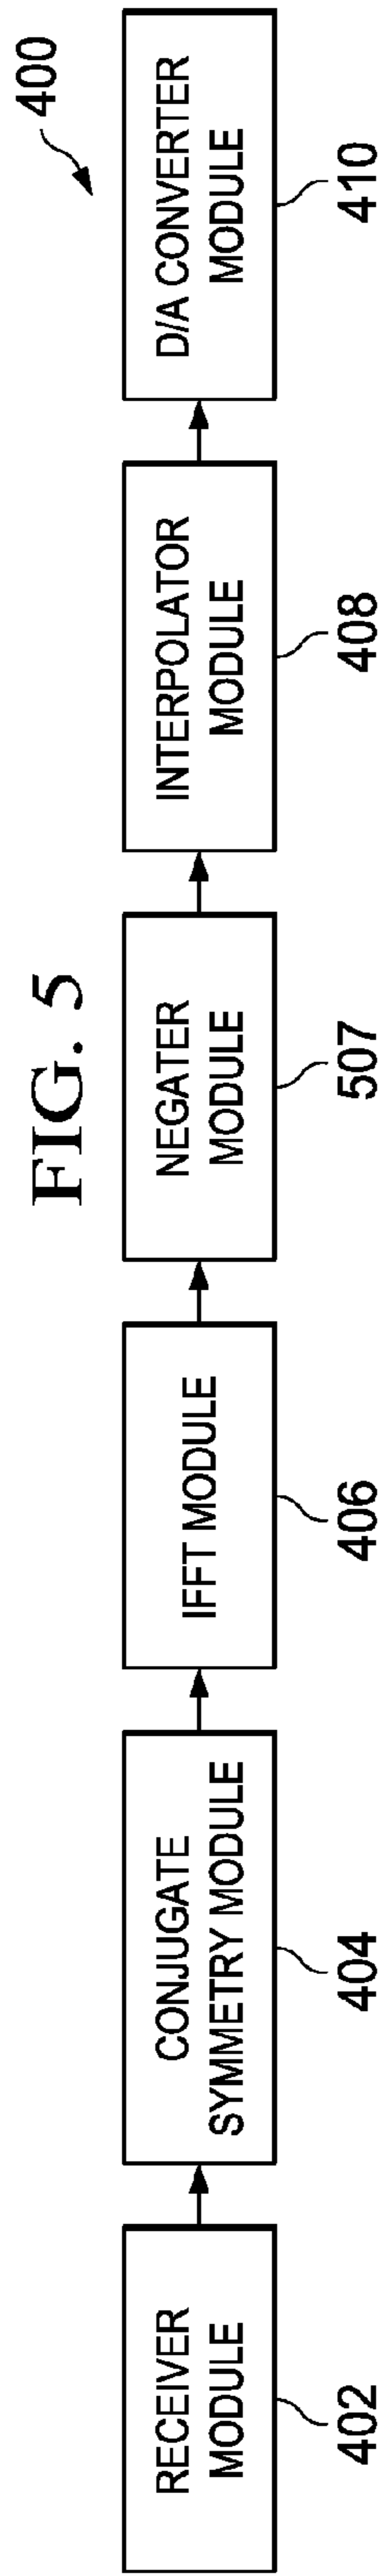 FIG. 5
400
RECEIVER
MODULE
402
CONJUGATE
SYMMETRY MODULE
404
IFFT MODULE
406
NEGATER
MODULE
507
INTERPOLATOR
MODULE
408
D/A CONVERTER
MODULE
410